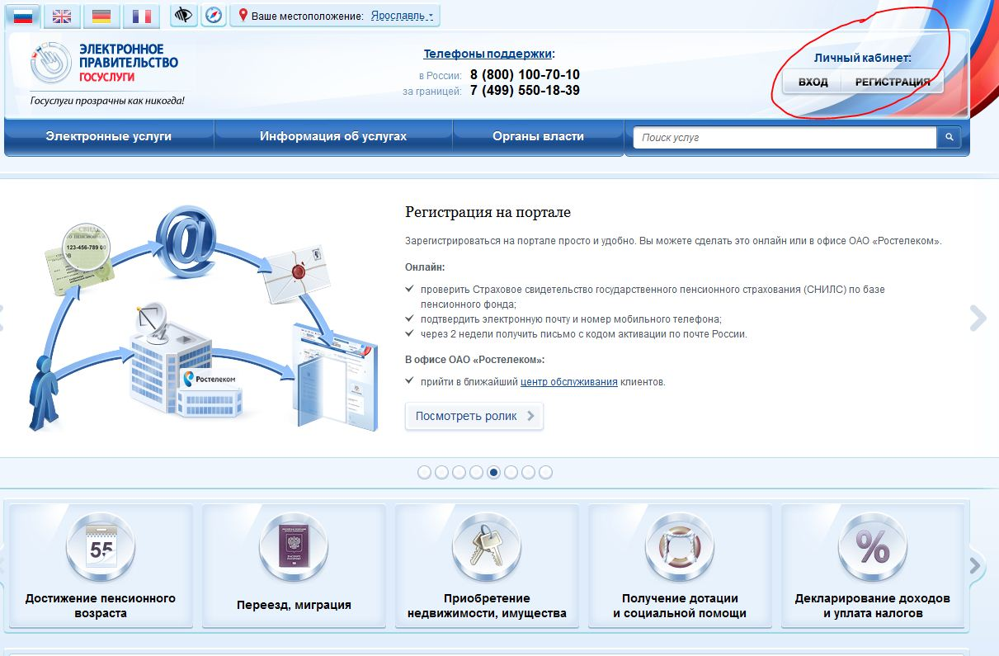 Ваше местоположение: Ярославль
ЭЛЕКТРОННОЕ
ПРАВИТЕЛЬСТВО
ГОСУСЛУГИ
Госуслуги прозрачны как никогда!
Телефоны поддержки:
в России: 8 (800) 100-70-10
за границей: 7 (499) 550-18-39
Личный кабинет:
ВХОД РЕГИСТРАЦИЯ
Электронные услуги Информация об услугах Органы власти Поиск услуг
123-456-789 00
@
Ростелеком
Регистрация на портале
Зарегистрироваться на портале просто и удобно. Вы можете сделать это онлайн или в офисе ОАО «Ростелеком».
Онлайн:
проверить Страховое свидетельство государственного пенсионного страхования (СНИЛС) по базе
пенсионного фонда;
подтвердить электронную почту и номер мобильного телефона;
через 2 недели получить письмо с кодом активации по почте России.
В офисе ОАО «Ростелеком»:
прийти в ближайший центр обслуживания клиентов.
Посмотреть ролик
55
Достижение пенсионного
возраста
Переезд, миграция
Приобретение
недвижимости, имущества
Получение дотации
и социальной помощи
%
Декларирование доходов
и уплата налогов